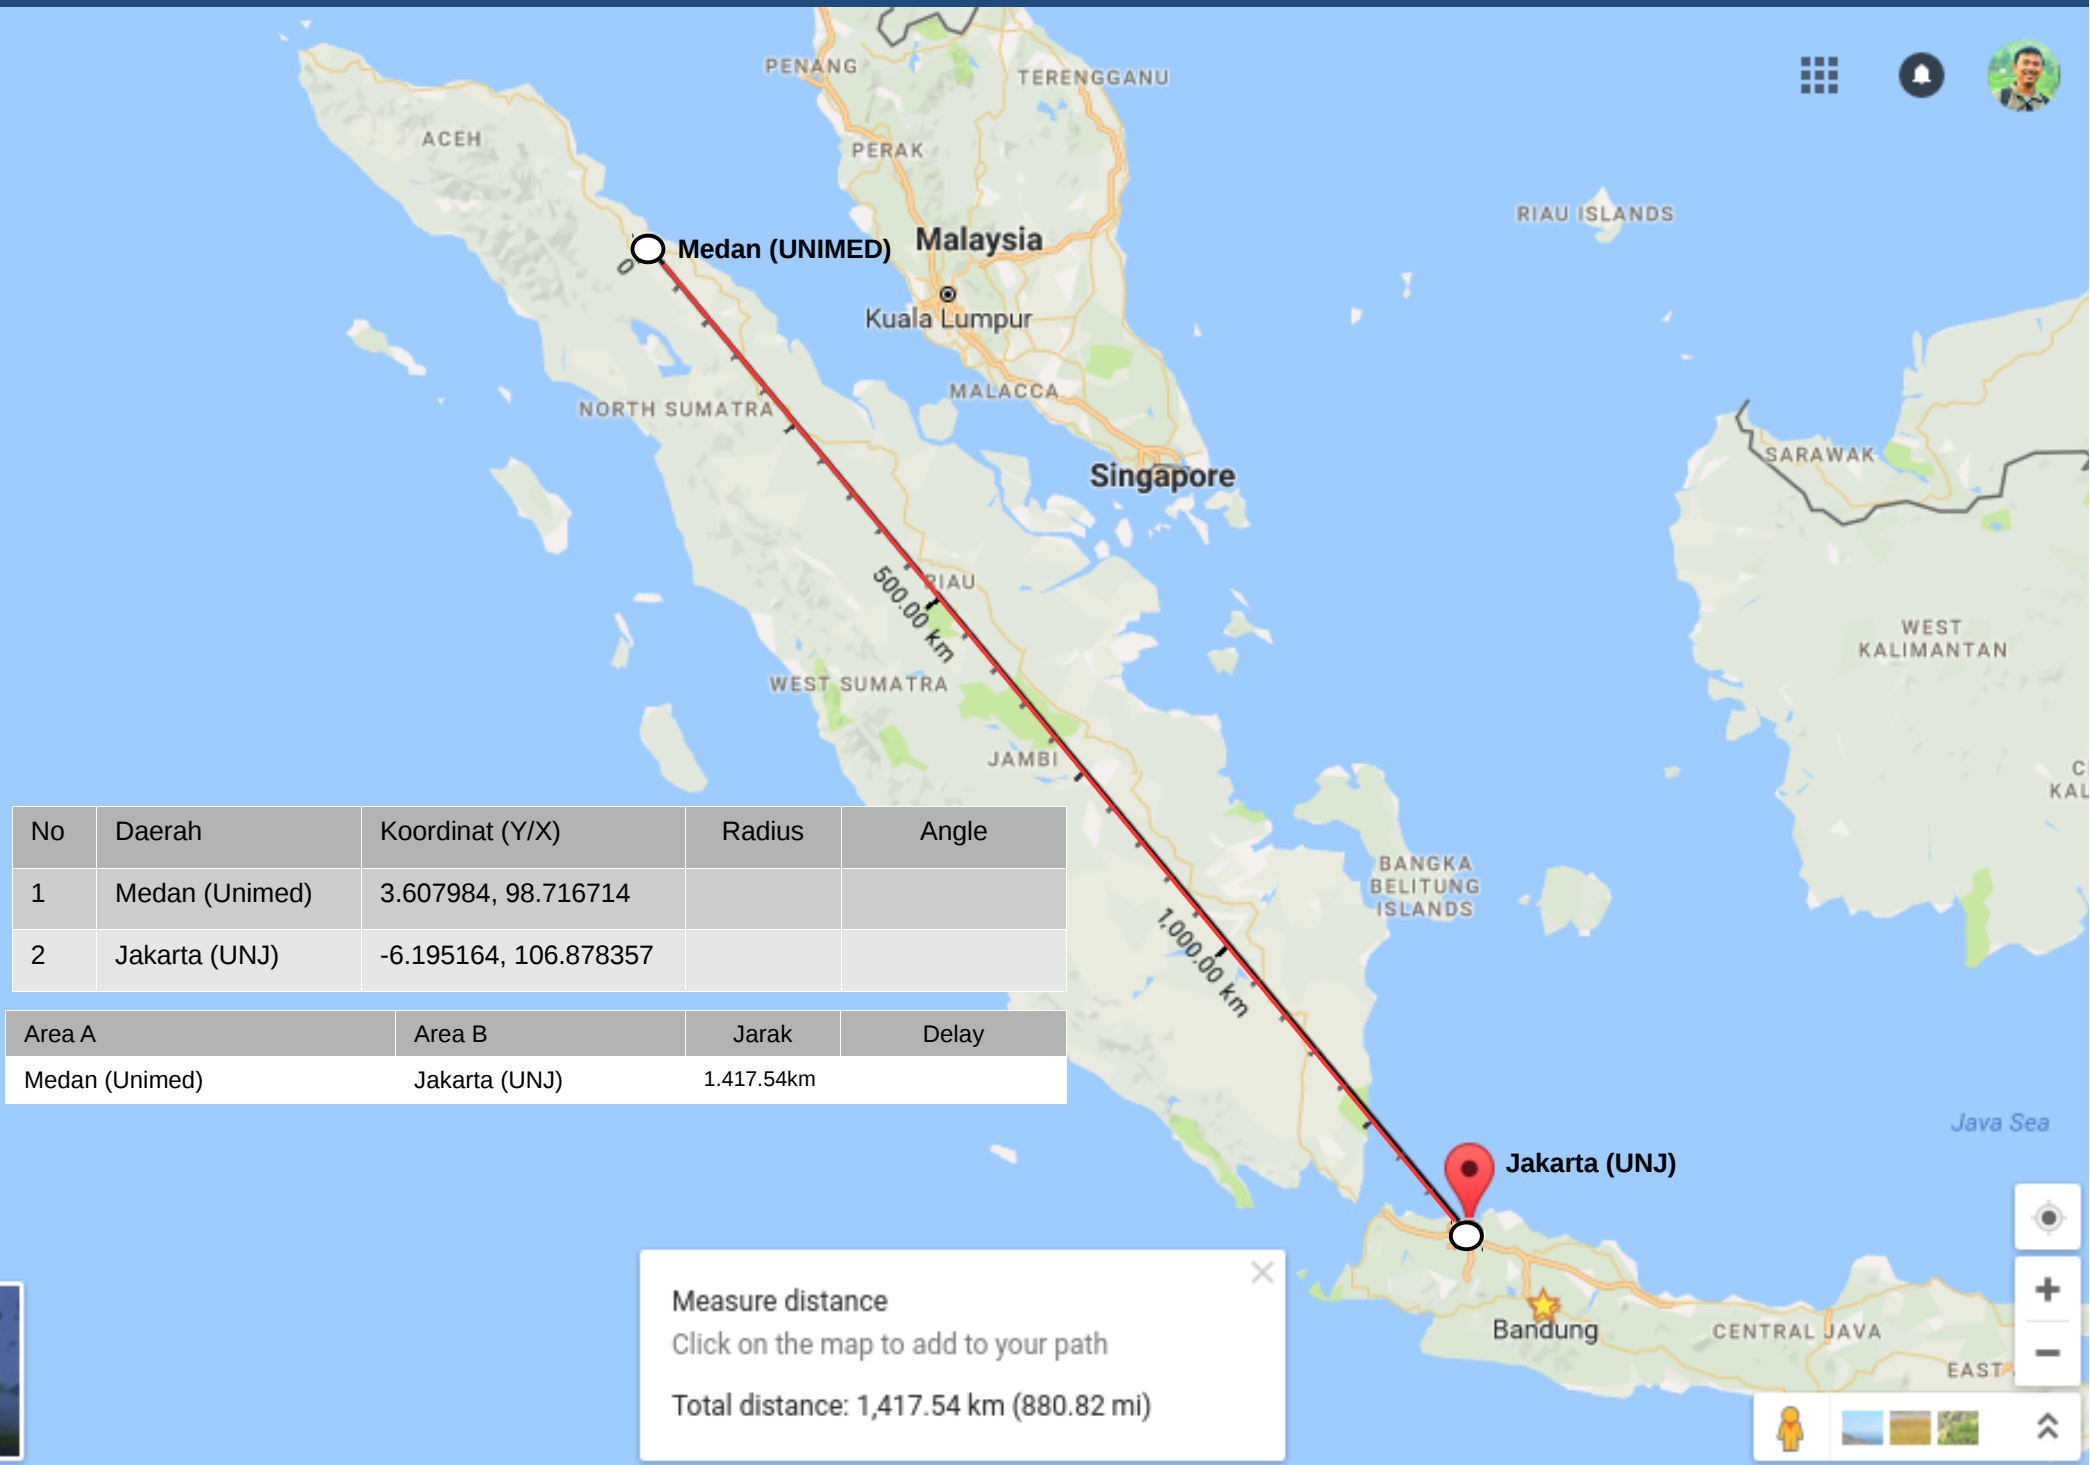 PENANG
TERENGGANU
ACEH
PERAK
RIAU ISLANDS
Medan (UNIMED)
Malaysia
0
Kuala Lumpur
MALACCA
NORTH SUMATRA
SARAWAK
Singapore
RIAU
500.00 km
WEST
KALIMANTAN
WEST SUMATRA
JAMBI
C
KAL
No Daerah Koordinat (Y/X) Radius Angle
1 Medan (Unimed) 3.607984, 98.716714
2 Jakarta (UNJ) -6.195164, 106.878357
BANGKA
BELITUNG
ISLANDS
1,000.00 km
Area A Area B Jarak Delay
Medan (Unimed) Jakarta (UNJ) 1.417.54km
Java Sea
Jakarta (UNJ)
Measure distance
Click on the map to add to your path
Total distance: 1,417.54 km (880.82 mi)
Bandung
CENTRAL JAVA
EAST